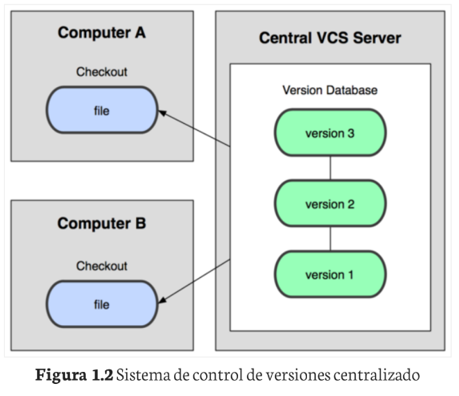 Computer A
Checkout
file
Computer B
Checkout
file
Central VCS Server
Version Database
version 3
version 2
version 1
Figura 1.2 Sistema de control de versiones centralizado